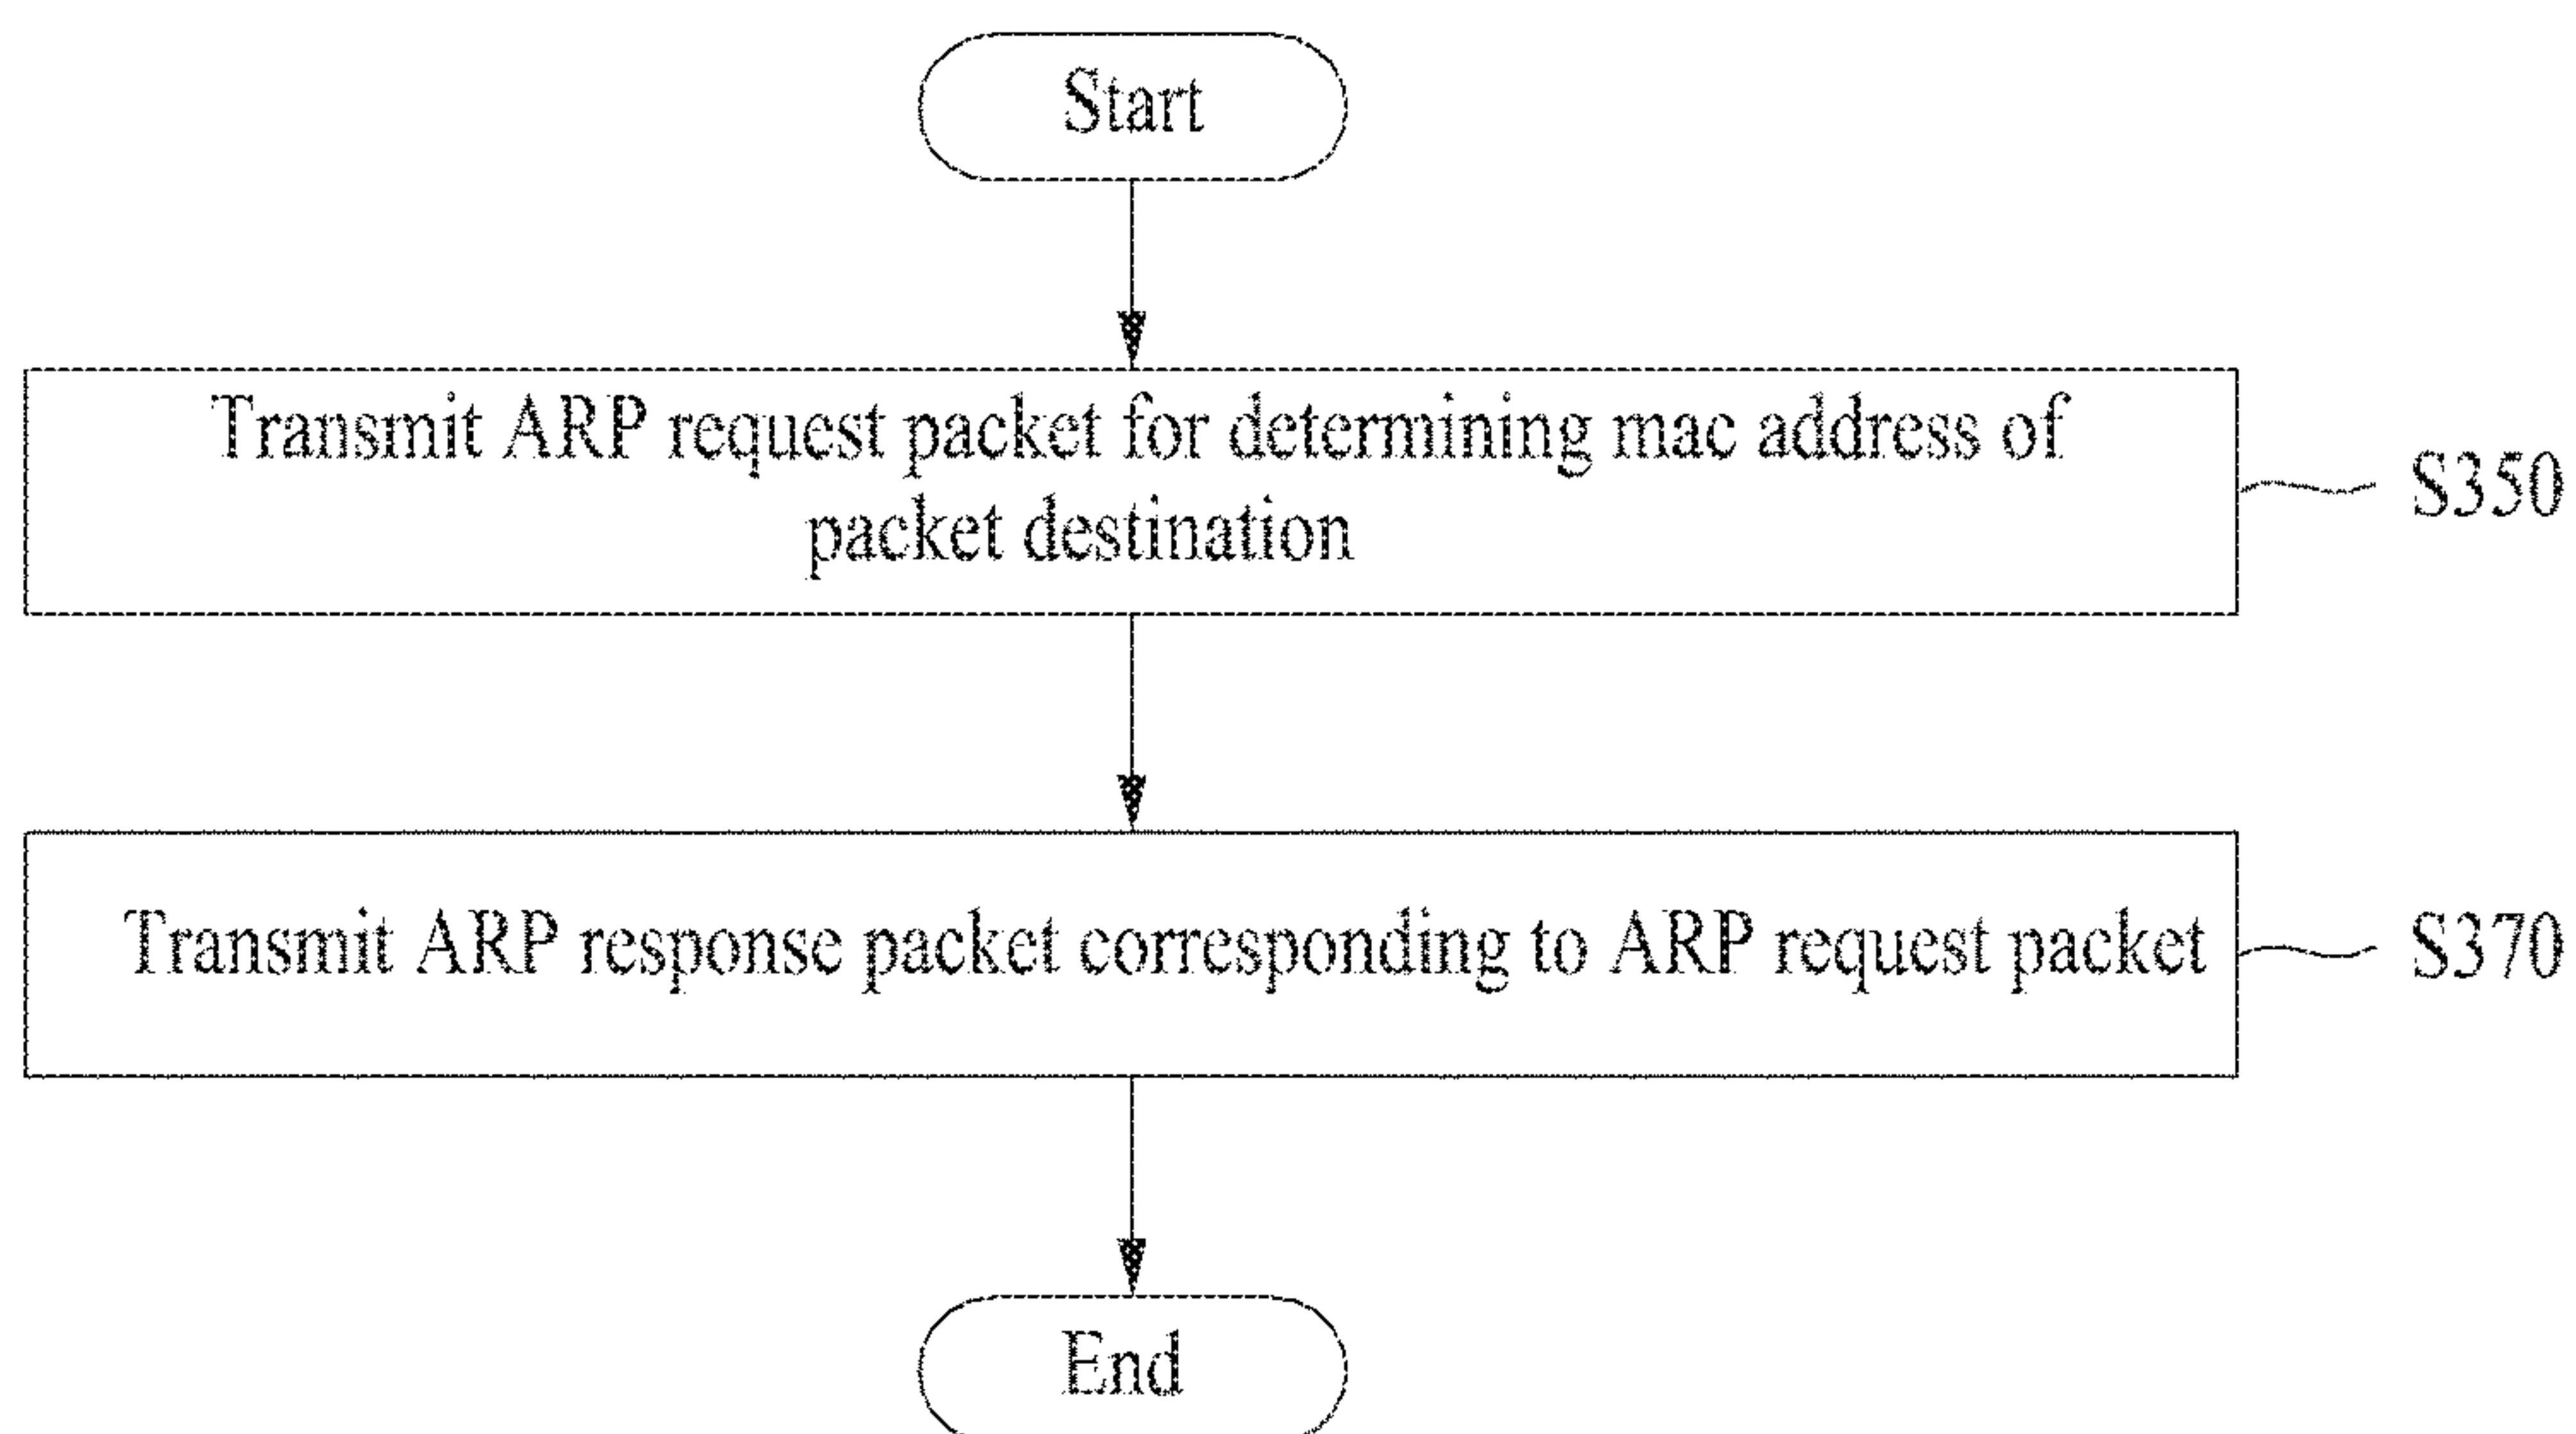 Start
Transmit ARP request packet for determining mac address of
packet destination
S350
Transmit ARP response packet corresponding to ARP request packet
S370
End